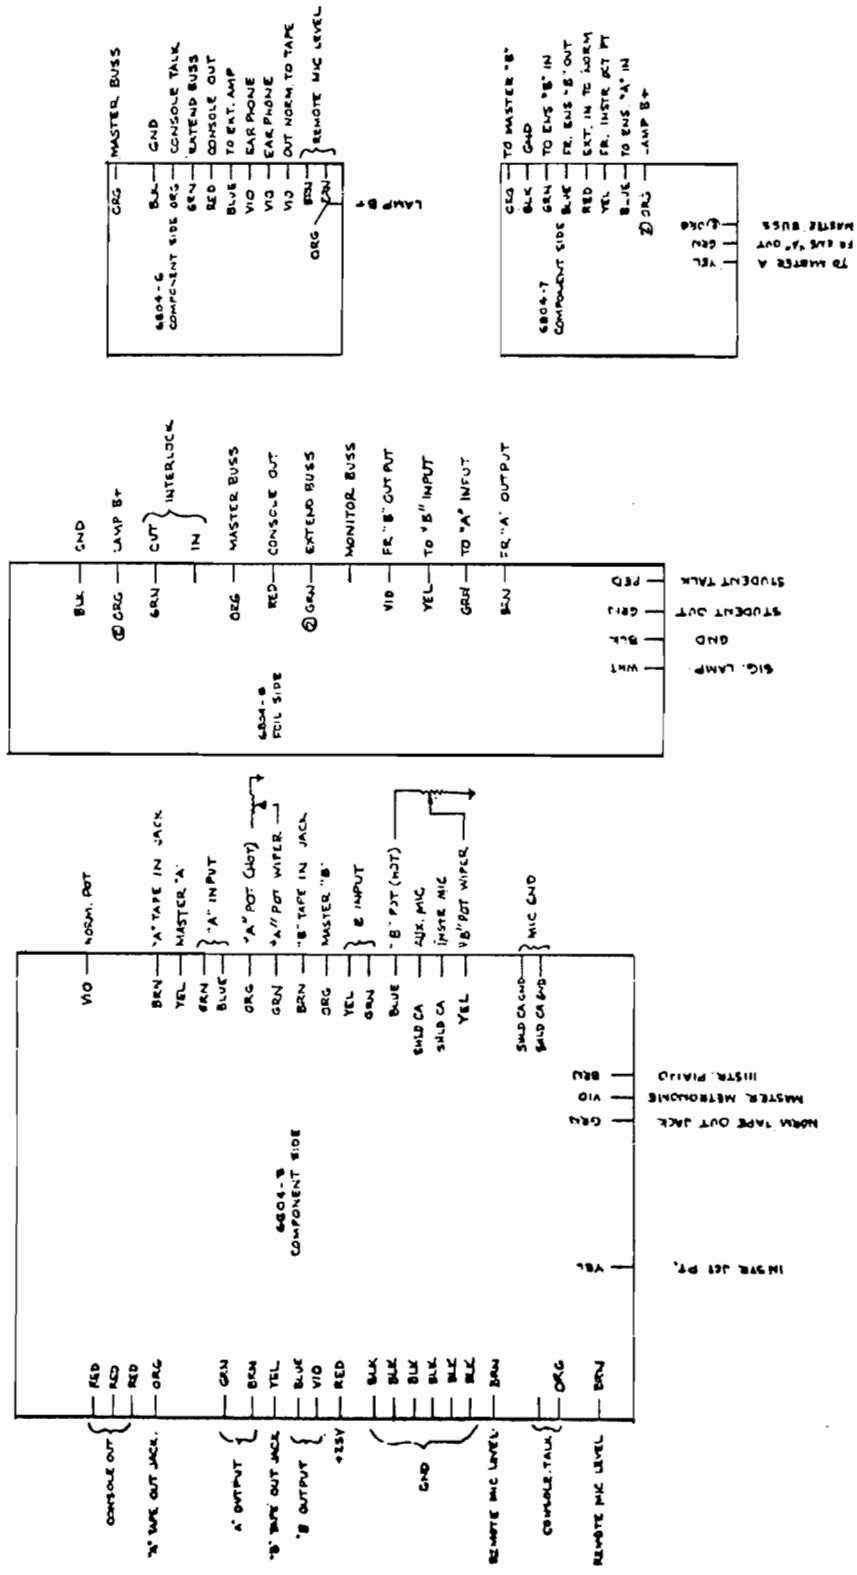 ORG MASTER BUSS
BLK GND
ORG CONSOLE TALK
GRN EXTEND BUSS
RED CONSOLE OUT
BLUE TO EXT. AMP
VIO EAR PHONE
VIO EAR PHONE
VIO OUT NORM. TO TAPE
BRN
GRN
REMOTE MIC LEVEL
ORG
LAMP B+
6804-6
COMPONENT SIDE
ORG TO MASTER "B"
BLK GND
GRN TO ENS "B" IN
BLUE FR. ENS "B" OUT
RED EXT. IN TO NORM
YEL FR. INSTR JCT PT
BLUE TO ENS. "A" IN
② ORG LAMP B+
② ORG MASTER BUSS
GRN FR ENS "A" OUT
YEL TO MASTER A
6804-7
COMPONENT SIDE
BLK GND
② ORG LAMP B+
GRN OUT
IN
INTERLOCK
ORG MASTER BUSS
RED CONSOLE OUT
② GRN EXTEND BUSS
MONITOR BUSS
VIO FR "B" OUTPUT
YEL TO "B" INPUT
GRN TO "A" INPUT
BRN FR "A" OUTPUT
RED STUDENT TALK
GRN STUDENT OUT
BLK GND
WHT SIG. LAMP
6804-8
FOIL SIDE
VIO NORM. POT
BRN "A" TAPE IN JACK
YEL MASTER "A"
GRN
BLUE
"A" INPUT
ORG "A" POT (HOT)
GRN "A" POT WIPER
BRN "B" TAPE IN JACK
ORG MASTER "B"
YEL
GRN
B INPUT
BLUE "B" POT (HOT)
SHLD CA AUX. MIC
SHLD CA INSTR MIC
YEL "B" POT WIPER
SHLD CA GND
SHLD CA GND
MIC GND
BRN INSTR. PIANO
VIO MASTER METRONOME
GRN NORM TAPE OUT JACK
YEL INSTR JCT PT.
COMPONENT SIDE
RED
RED
RED
CONSOLE OUT
ORG "A" TAPE OUT JACK.
GRN
BRN
A" OUTPUT
YEL "B" TAPE OUT JACK
BLUE
VIO
"B OUTPUT
RED +25V
BLK
BLK
BLK
BLK
BLK
BLK
GND
BRN REMOTE MIC LEVEL
ORG
CONSOLE TALK
BRN REMOTE MIC LEVEL